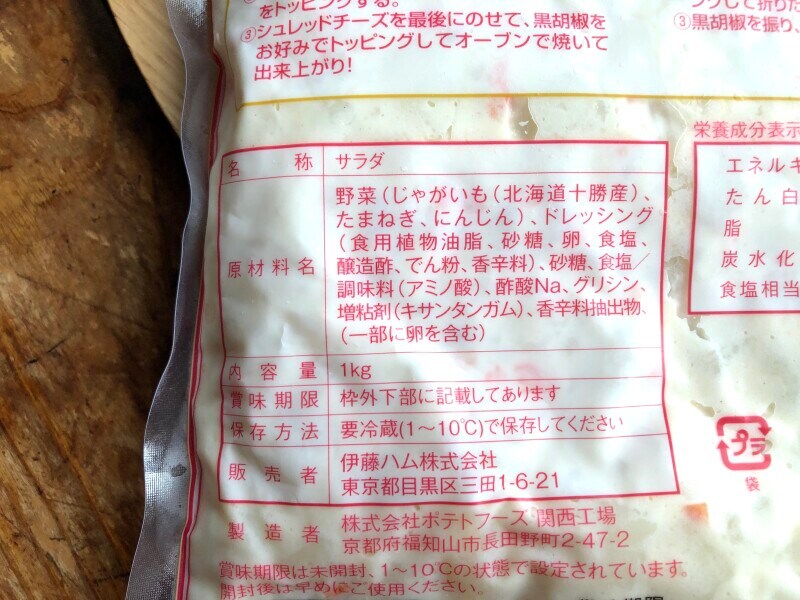 をトッピングする。
③シュレッドチーズを最後にのせて、黒胡椒を
お好みでトッピングしてオーブンで焼いて
出来上がり!
③黒胡椒を振り、
名称 サラダ
原材料名
野菜(じゃがいも(北海道十勝産)、
たまねぎ、にんじん)、ドレッシング
(食用植物油脂、砂糖、卵、食塩、
醸造酢、でん粉、香辛料)、砂糖、食塩/
調味料(アミノ酸)、酢酸Na、グリシン、
増粘剤(キサンタンガム)、香辛料抽出物、
(一部に卵を含む)
内容量 1kg
賞味期限 枠外下部に記載してあります
保存方法 要冷蔵(1〜10℃)で保存してください
販売者 伊藤ハム株式会社
東京都目黒区三田1-6-21
製造者 株式会社ポテトフーズ 関西工場
京都府福知山市長田野町2-47-2
賞味期限は未開封、1〜10℃の状態で設定されています。
開封後は早めにご使用ください。
栄養成分表示
エネルギ
たん白
脂
炭水化
食塩相当
プラ
袋